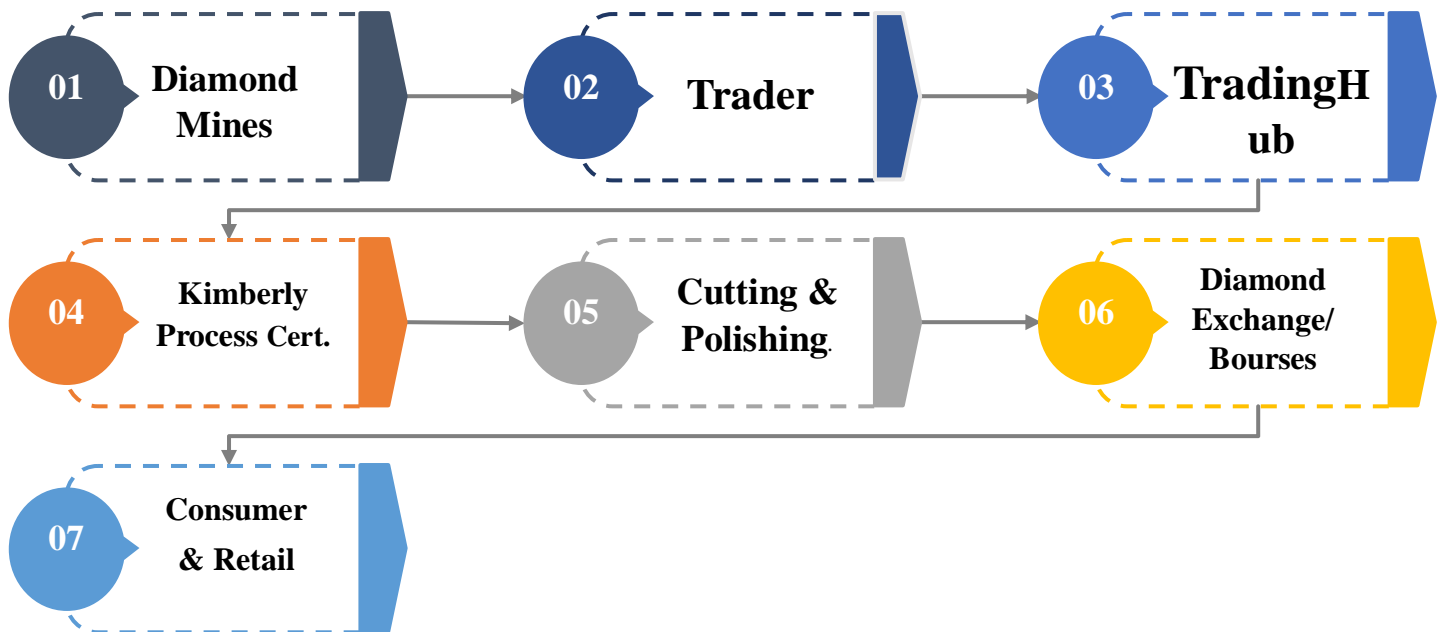 01
Diamond
Mines
02
Trader
03
TradingH
ub
04
Kimberly
Process Cert.
05
Cutting &
Polishing.
06
Diamond
Exchange/
Bourses
07
Consumer
& Retail